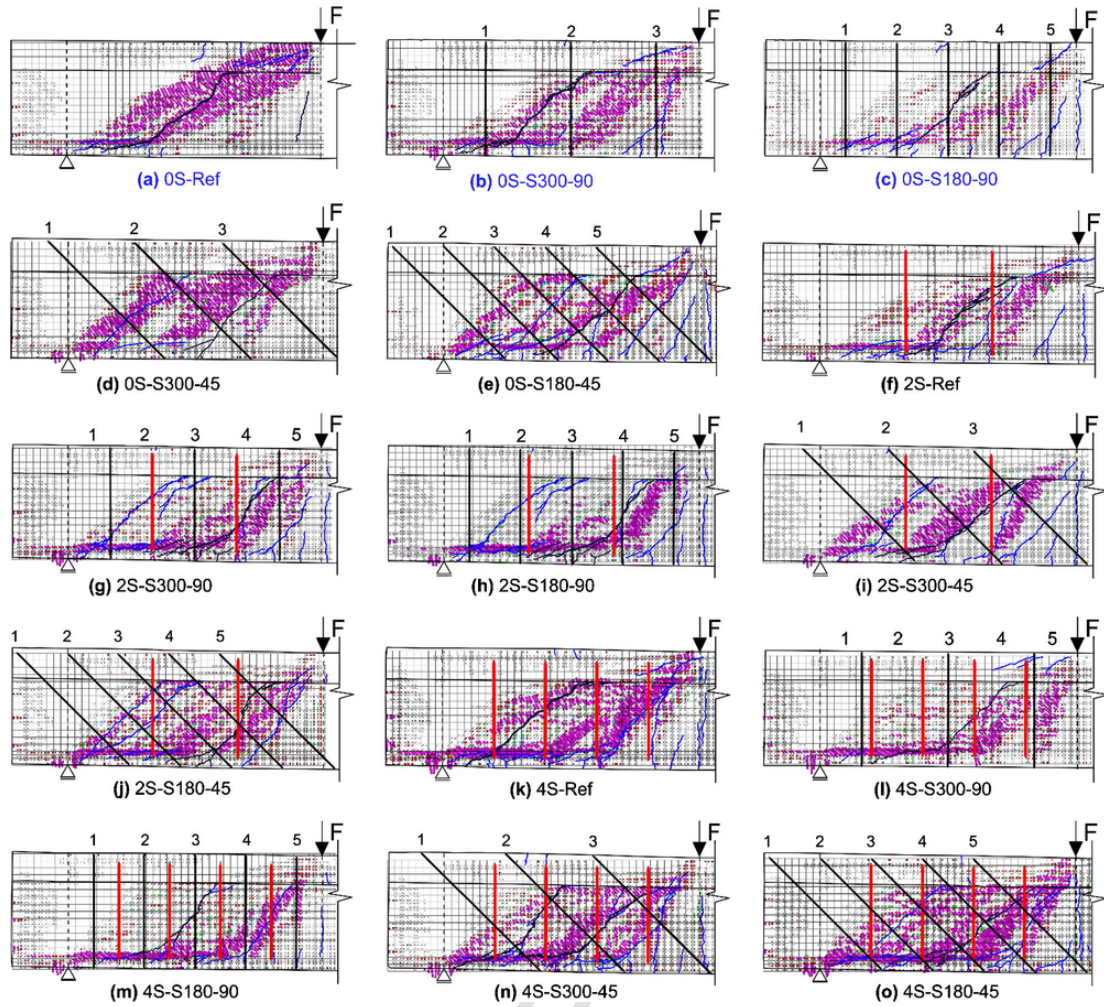 F F F
1 2 3 1 2 3 4 5
(a) 0S-Ref (b) 0S-S300-90 (c) 0S-S180-90
F F F
1 2 3 1 2 3 4 5
(d) 0S-S300-45 (e) 0S-S180-45 (f) 2S-Ref
F F F
1 2 3 4 5 1 2 3 4 5 1 2 3
(g) 2S-S300-90 (h) 2S-S180-90 (i) 2S-S300-45
F F F
1 2 3 4 5 1 2 3 4 5
(j) 2S-S180-45 (k) 4S-Ref (l) 4S-S300-90
F F F
1 2 3 4 5 1 2 3 1 2 3 4 5
(m) 4S-S180-90 (n) 4S-S300-45 (o) 4S-S180-45